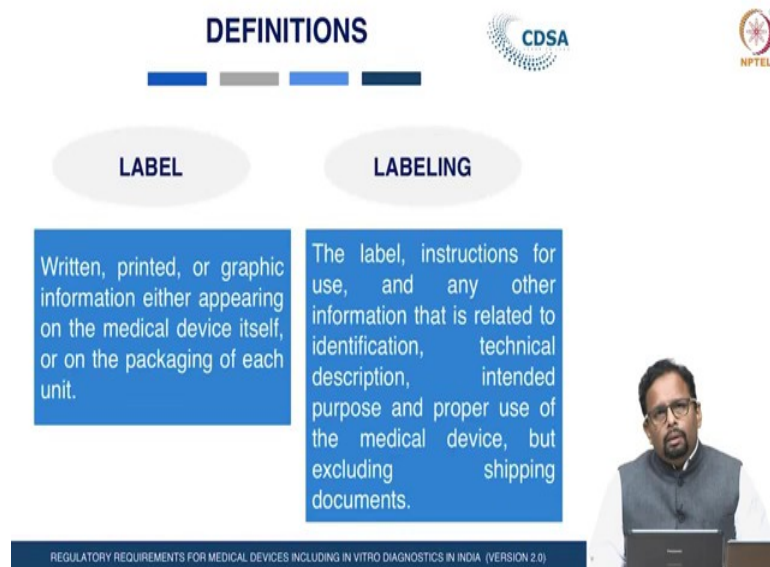 DEFINITIONS
CDSA
NPTEL
LABEL
Written, printed, or graphic
information either appearing
on the medical device itself,
or on the packaging of each
unit.
LABELING
The label, instructions for
use, and any other
information that is related to
identification, technical
description, intended
purpose and proper use of
the medical device, but
excluding shipping
documents.
REGULATORY REQUIREMENTS FOR MEDICAL DEVICES INCLUDING IN VITRO DIAGNOSTICS IN INDIA (VERSION 2.0)